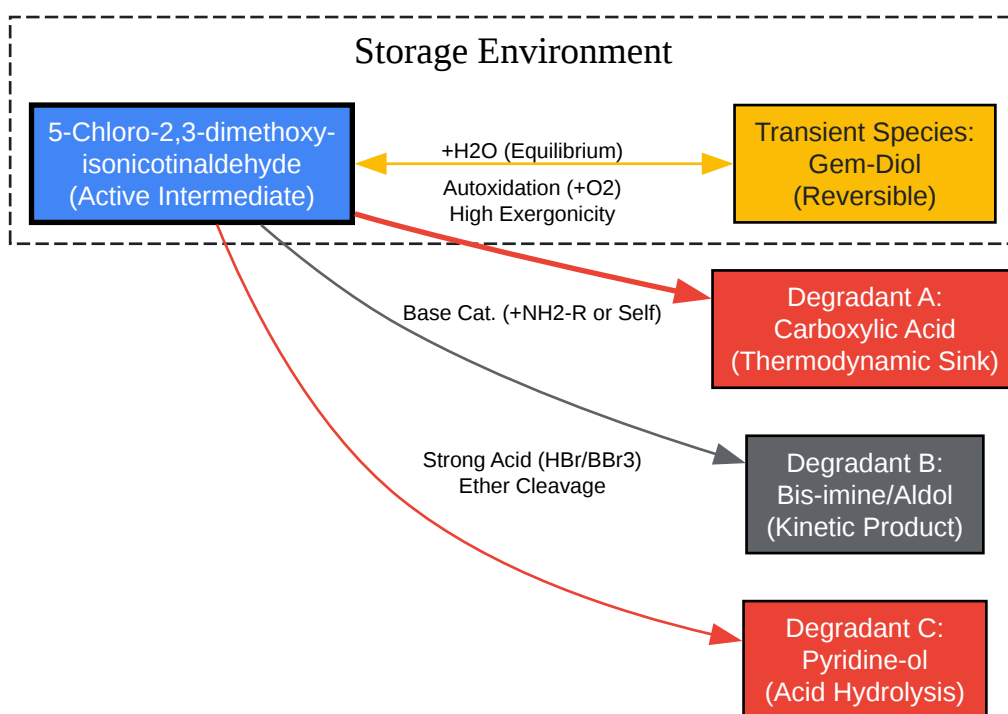 Storage Environment
5-Chloro-2,3-dimethoxy-
isonicotinaldehyde
(Active Intermediate)
+H2O (Equilibrium)
Autoxidation (+O2)
High Exergonicity
Transient Species:
Gem-Diol
(Reversible)
Degradant A:
Carboxylic Acid
(Thermodynamic Sink)
Base Cat. (+NH2-R or Self)
Degradant B:
Bis-imine/Aldol
(Kinetic Product)
Strong Acid (HBr/BBr3)
Ether Cleavage
Degradant C:
Pyridine-ol
(Acid Hydrolysis)